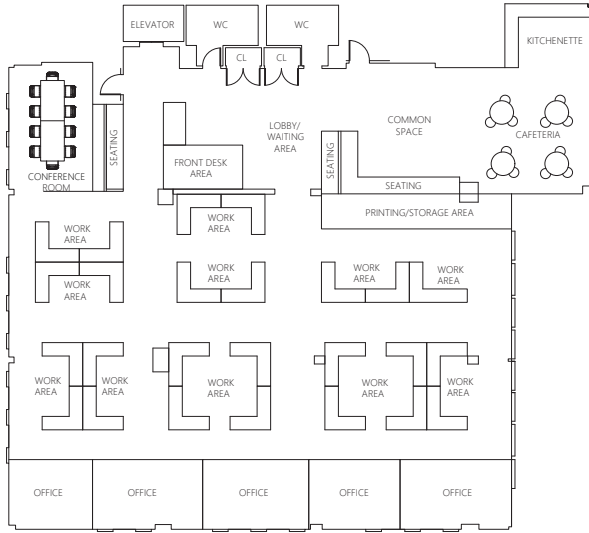 ELEVATOR
WC
WC
KITCHENETTE
CL
CL
SEATING
LOBBY/
WAITING
AREA
COMMON
SPACE
CAFETERIA
SEATING
FRONT DESK
AREA
CONFERENCE
ROOM
SEATING
PRINTING/STORAGE AREA
WORK
AREA
WORK
AREA
WORK
AREA
WORK
AREA
WORK
AREA
WORK
AREA
WORK
AREA
WORK
AREA
WORK
AREA
WORK
AREA
WORK
AREA
OFFICE
OFFICE
OFFICE
OFFICE
OFFICE